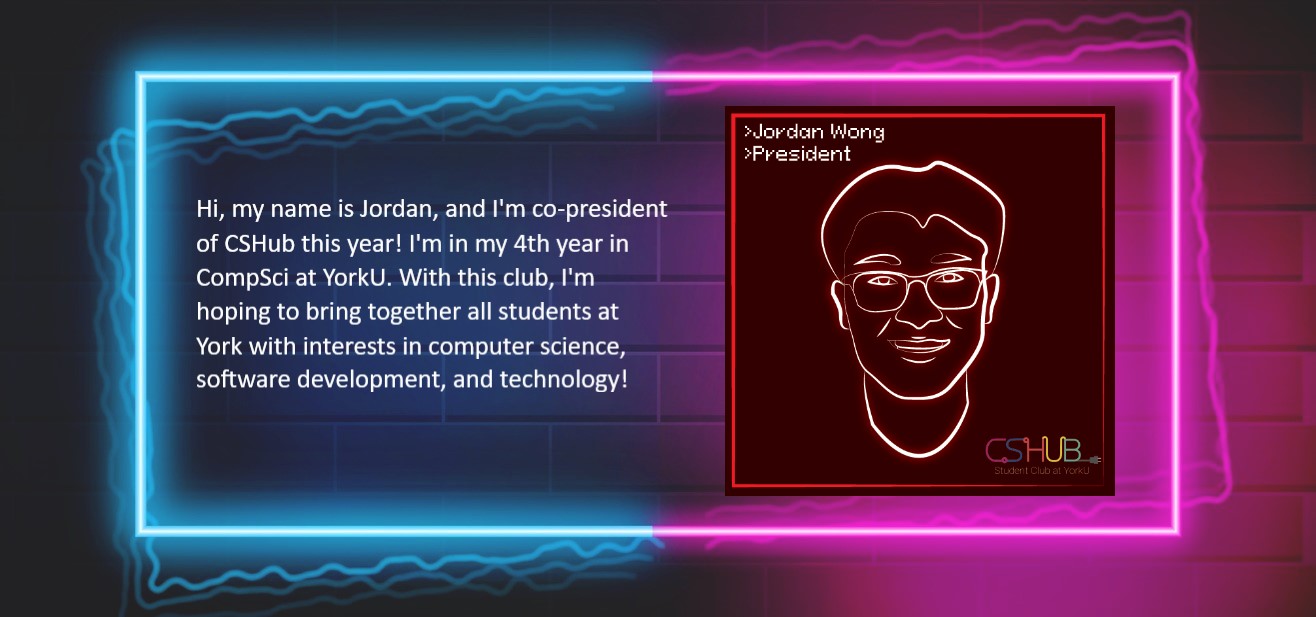 Hi, my name is Jordan, and I'm co-president
of CSHub this year! I'm in my 4th year in
CompSci at YorkU. With this club, I'm
hoping to bring together all students at
York with interests in computer science,
software development, and technology!
>Jordan Wong
>President
CSHUB
Student Club at YorkU